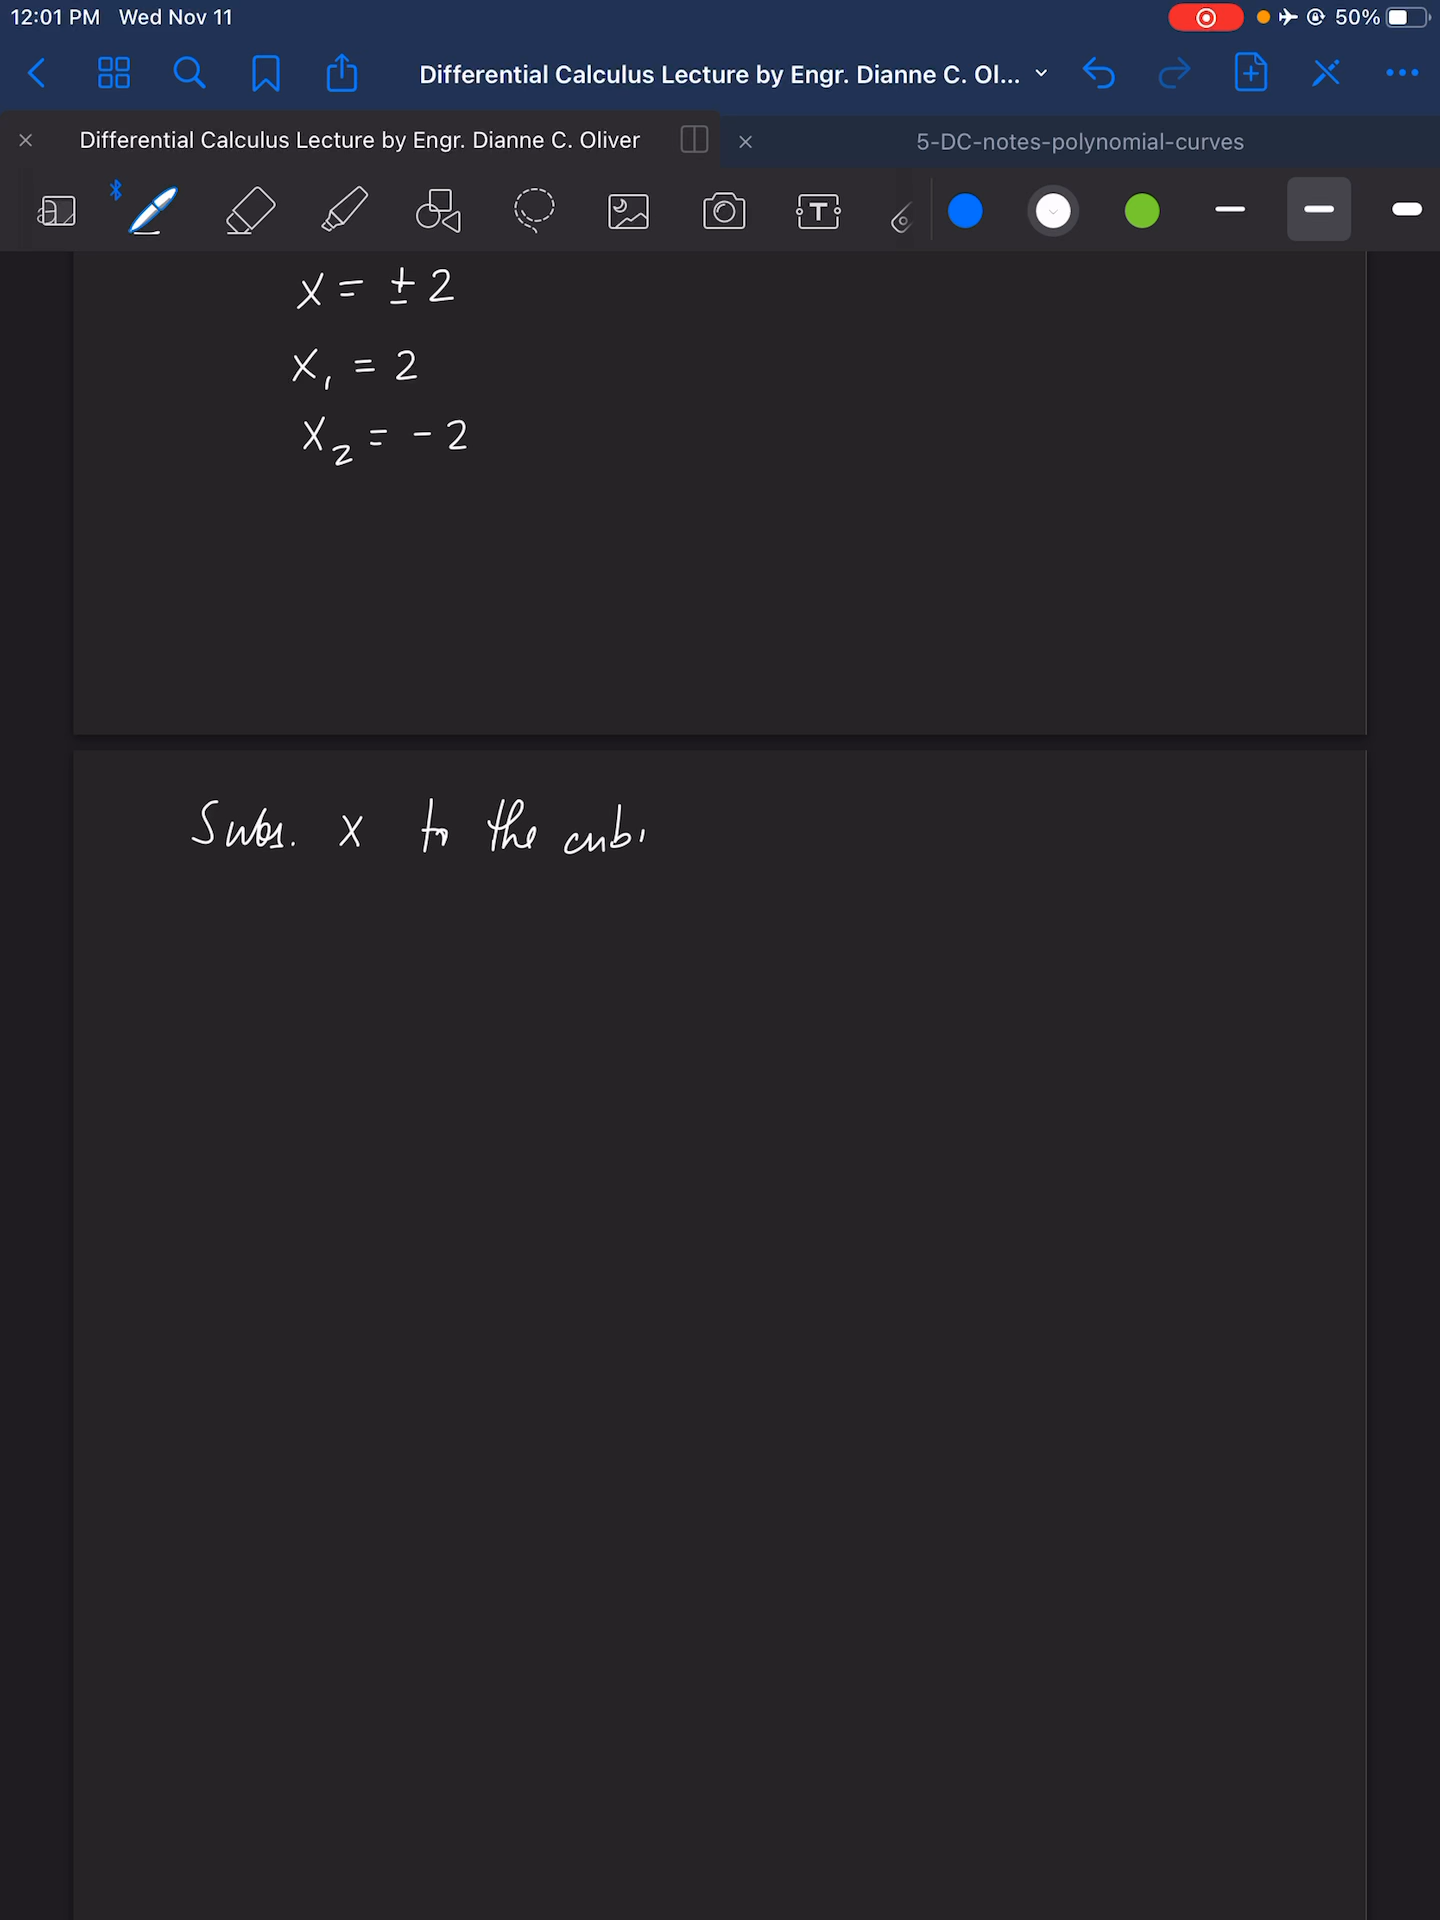 12:01 PM Wed Nov 11
50%
Differential Calculus Lecture by Engr. Dianne C. Ol...
Differential Calculus Lecture by Engr. Dianne C. Oliver
5-DC-notes-polynomial-curves
T
x = ± 2
x₁ = 2
x₂ = - 2
Subs. x to the cubi